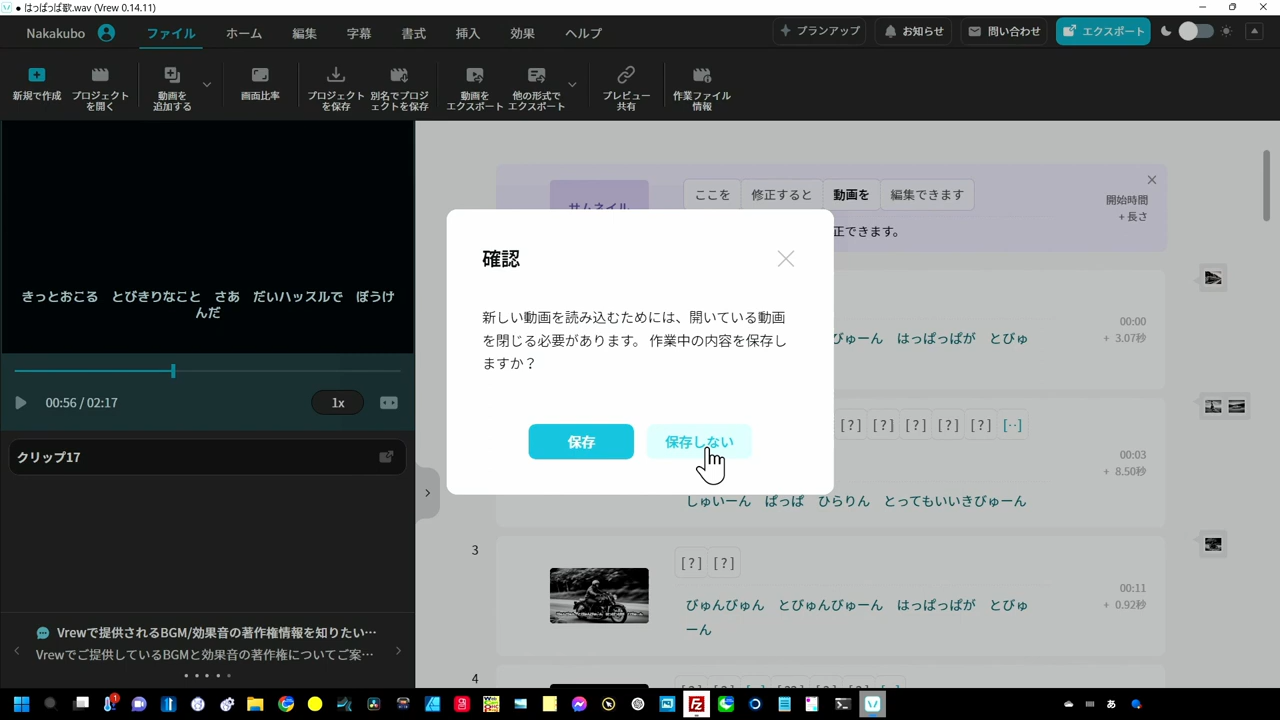 ● はっぱっぱ歌.wav (Vrew 0.14.11)
Nakakubo
ファイル
ホーム
編集
字幕
書式
挿入
効果
ヘルプ
プランアップ
お知らせ
問い合わせ
エクスポート
新規で作成
プロジェクト
を開く
動画を
追加する
画面比率
プロジェクト
を保存
別名でプロジ
ェクトを保存
動画を
エクスポート
他の形式で
エクスポート
プレビュー
共有
作業ファイル
情報
きっとおこる とびきりなこと さあ だいハッスルで ぼうけ
んだ
00:56 / 02:17
1x
クリップ17
Vrewで提供されるBGM/効果音の著作権情報を知りたい…
Vrewでご提供しているBGMと効果音の著作権についてご案…
サムネイル
ここを 修正すると 動画を 編集できます
正できます。
開始時間
+ 長さ
確認
新しい動画を読み込むためには、開いている動画
を閉じる必要があります。 作業中の内容を保存し
ますか？
保存
保存しない
びゅーん はっぱっぱが とびゅ
00:00
+ 3.07秒
[?] [?] [?] [?] [?] [··]
00:03
+ 8.50秒
しゅいーん ぱっぱ ひらりん とってもいいきびゅーん
3
[?] [?]
びゅんびゅん とびゅんびゅーん はっぱっぱが とびゅ
ーん
00:11
+ 0.92秒
4
1
あ